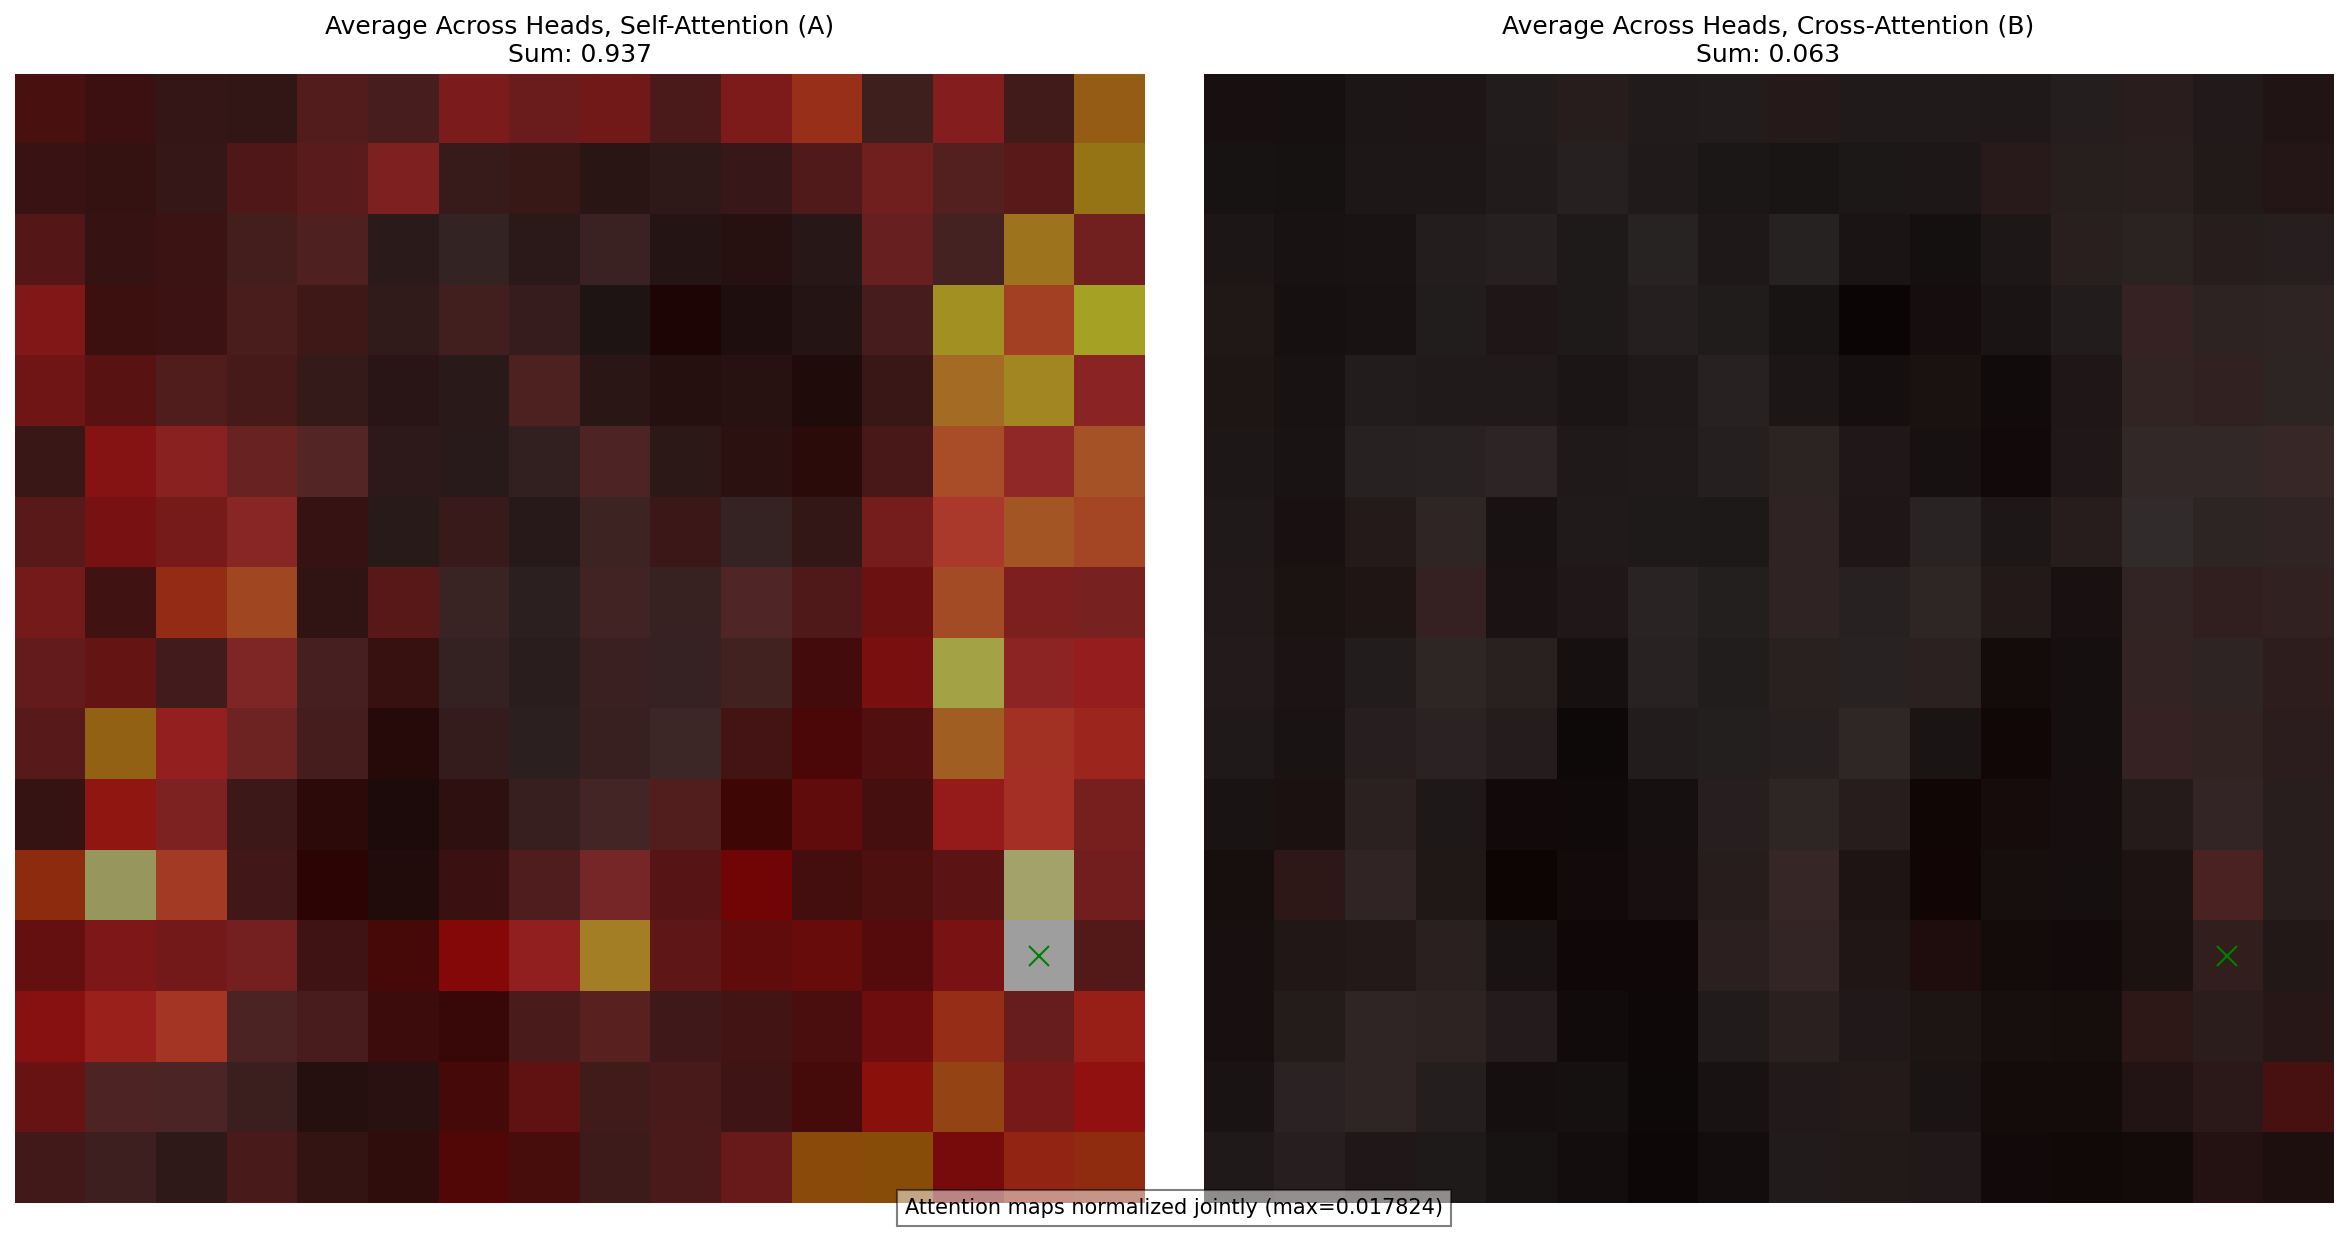 Average Across Heads, Self-Attention (A)
Sum: 0.937
Average Across Heads, Cross-Attention (B)
Sum: 0.063
Attention maps normalized jointly (max=0.017824)